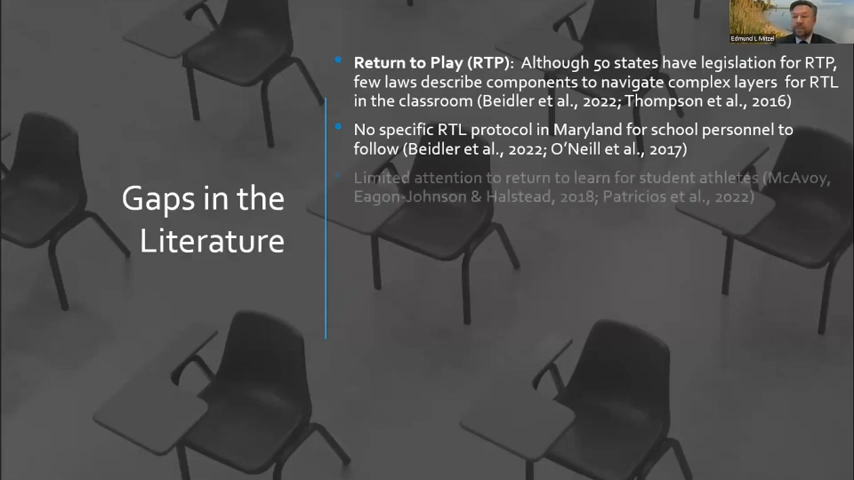 Edmund L Mitzel
Return to Play (RTP): Although 50 states have legislation for RTP,
few laws describe components to navigate complex layers for RTL
in the classroom (Beidler et al., 2022; Thompson et al., 2016)
No specific RTL protocol in Maryland for school personnel to
follow (Beidler et al., 2022; O'Neill et al., 2017)
Limited attention to return to learn for student athletes (McAvoy,
Eagon-Johnson & Halstead, 2018; Patricios et al., 2022)
Gaps in the
Literature